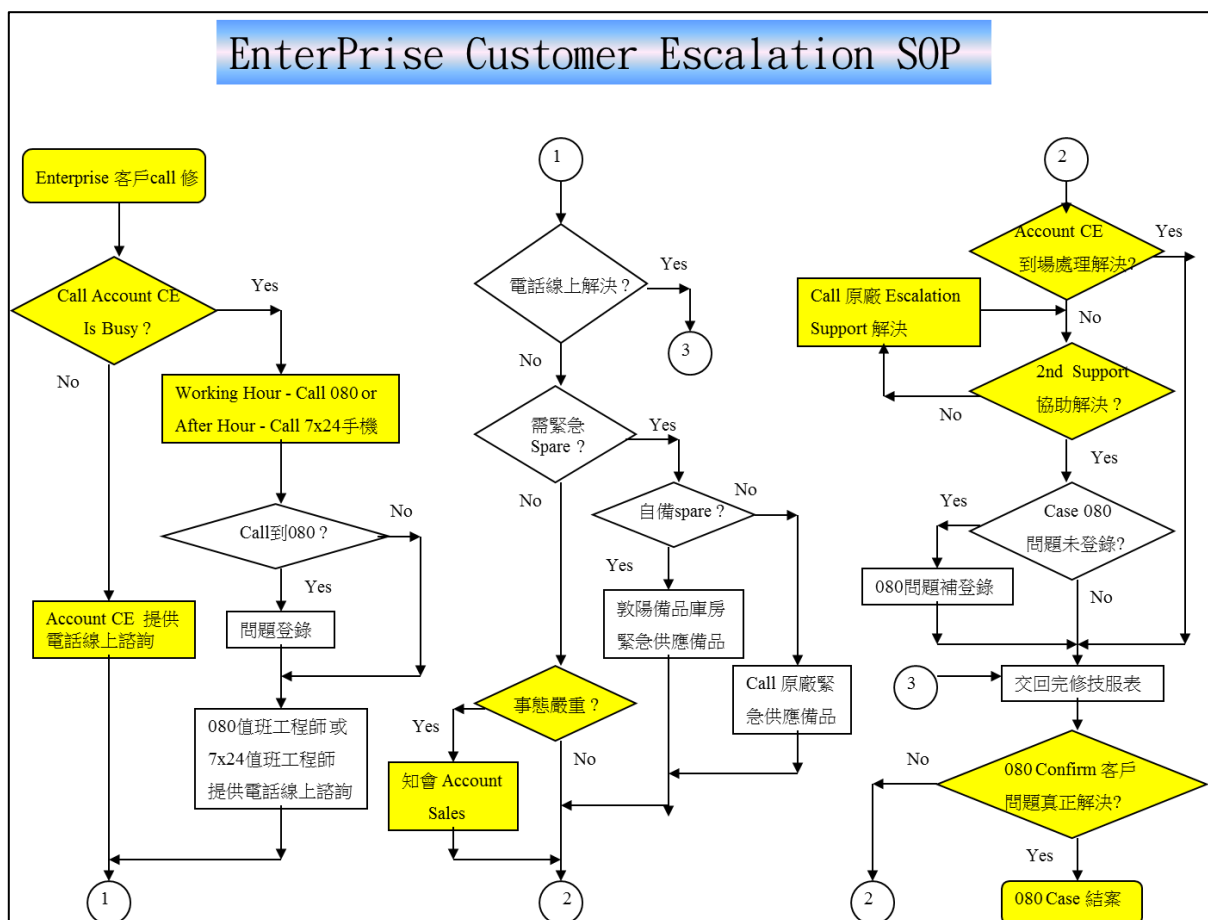 EnterPrise Customer Escalation SOP
Enterprise 客戶call 修
Call Account CE
Is Busy ?
Yes
No
Working Hour - Call 080 or
After Hour - Call 7x24手機
Call到080 ?
No
Yes
問題登錄
Account CE 提供
電話線上諮詢
080值班工程師 或
7x24值班工程師
提供電話線上諮詢
1
1
電話線上解決 ?
Yes
3
No
需緊急
Spare ?
Yes
No
自備spare ?
No
Yes
敦陽備品庫房
緊急供應備品
Call 原廠緊
急供應備品
事態嚴重 ?
Yes
No
知會 Account
Sales
2
2
Account CE
到場處理解決?
Yes
No
Call 原廠 Escalation
Support 解決
2nd Support
協助解決 ?
No
Yes
Case 080
問題未登錄?
Yes
No
080問題補登錄
3
交回完修技服表
080 Confirm 客戶
問題真正解決?
No
Yes
2
080 Case 結案